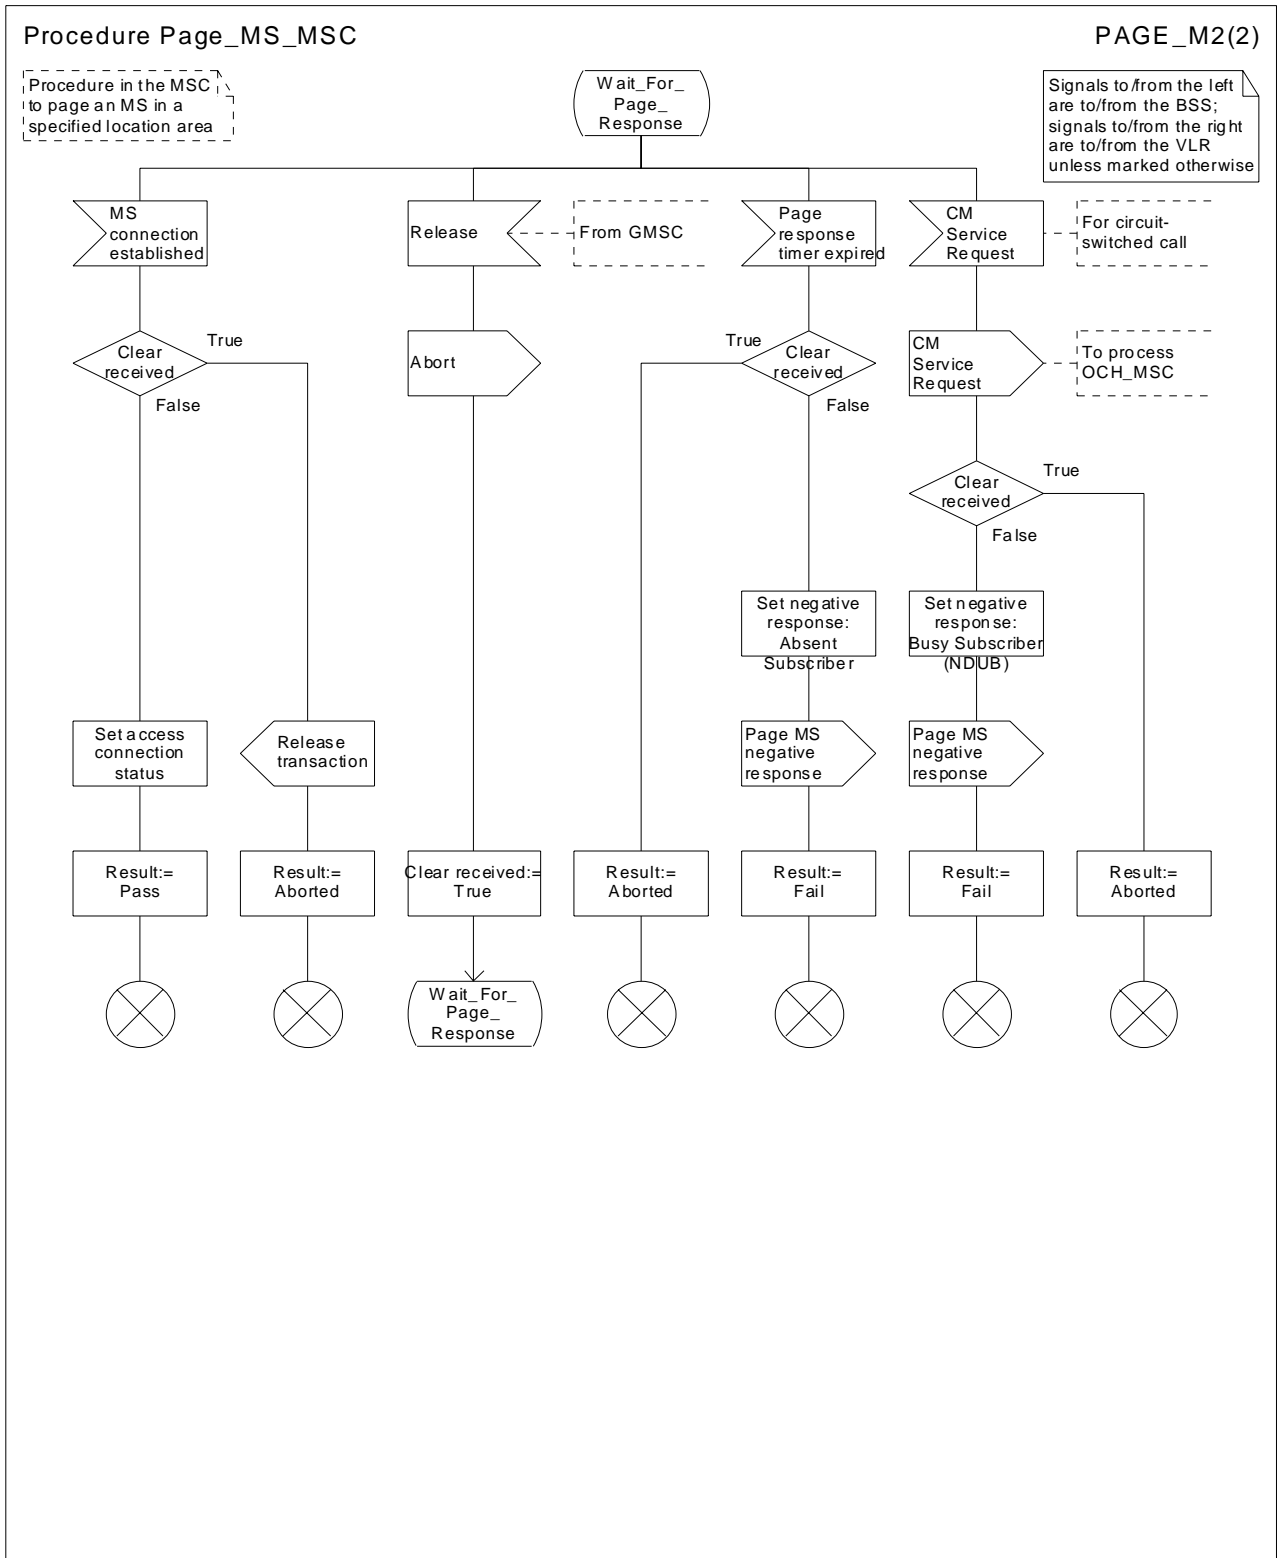 Procedure Page_MS_MSC
PAGE_M2(2)
Procedure in the MSC
to page an MS in a
specified location area
Wait_For_
Page_
Response
Signals to/from the left
are to/from the BSS;
signals to/from the right
are to/from the VLR
unless marked otherwise
MS
connection
established
Release
From GMSC
Page
response
timer expired
CM
Service
Request
For circuit-
switched call
Clear
received
True
False
Abort
True
Clear
received
False
CM
Service
Request
To process
OCH_MSC
Clear
received
True
False
Set negative
response:
Absent
Subscriber
Set negative
response:
Busy Subscriber
(NDUB)
Set access
connection
status
Release
transaction
Page MS
negative
response
Page MS
negative
response
Result:=
Pass
Result:=
Aborted
Clear received:=
True
Result:=
Aborted
Result:=
Fail
Result:=
Fail
Result:=
Aborted
Wait_For_
Page_
Response